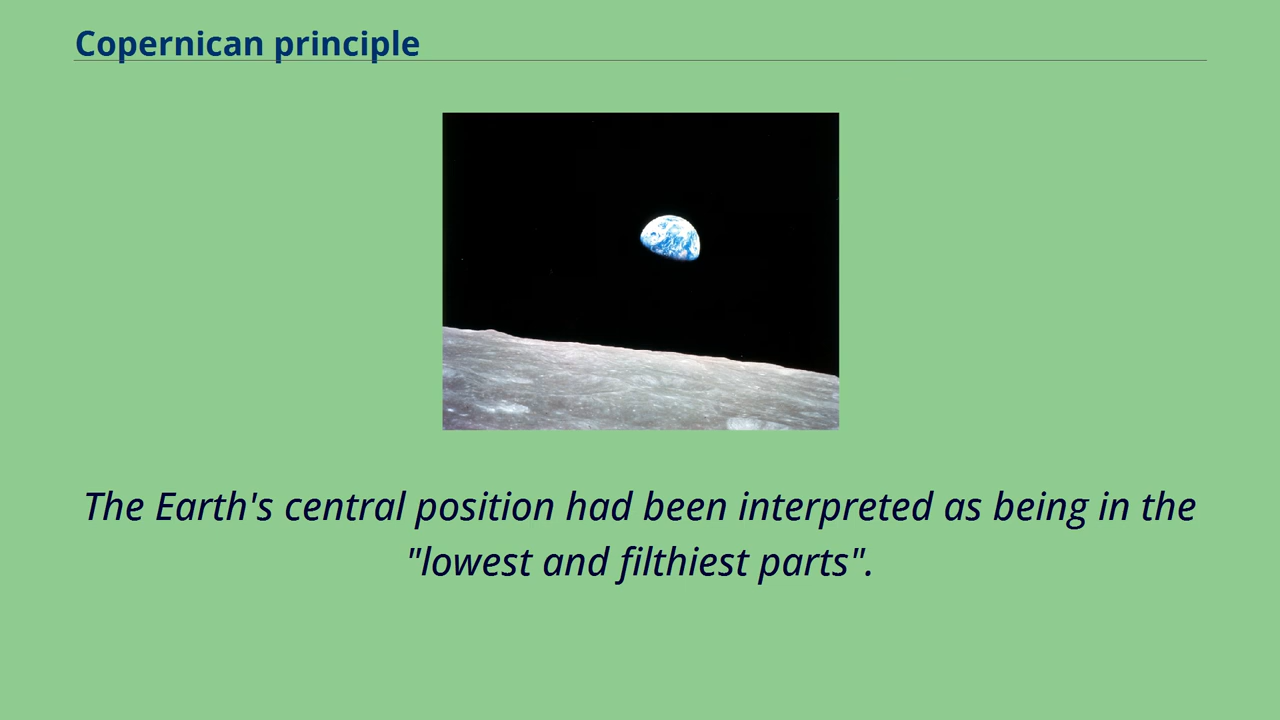 Copernican principle
The Earth's central position had been interpreted as being in the
"lowest and filthiest parts".